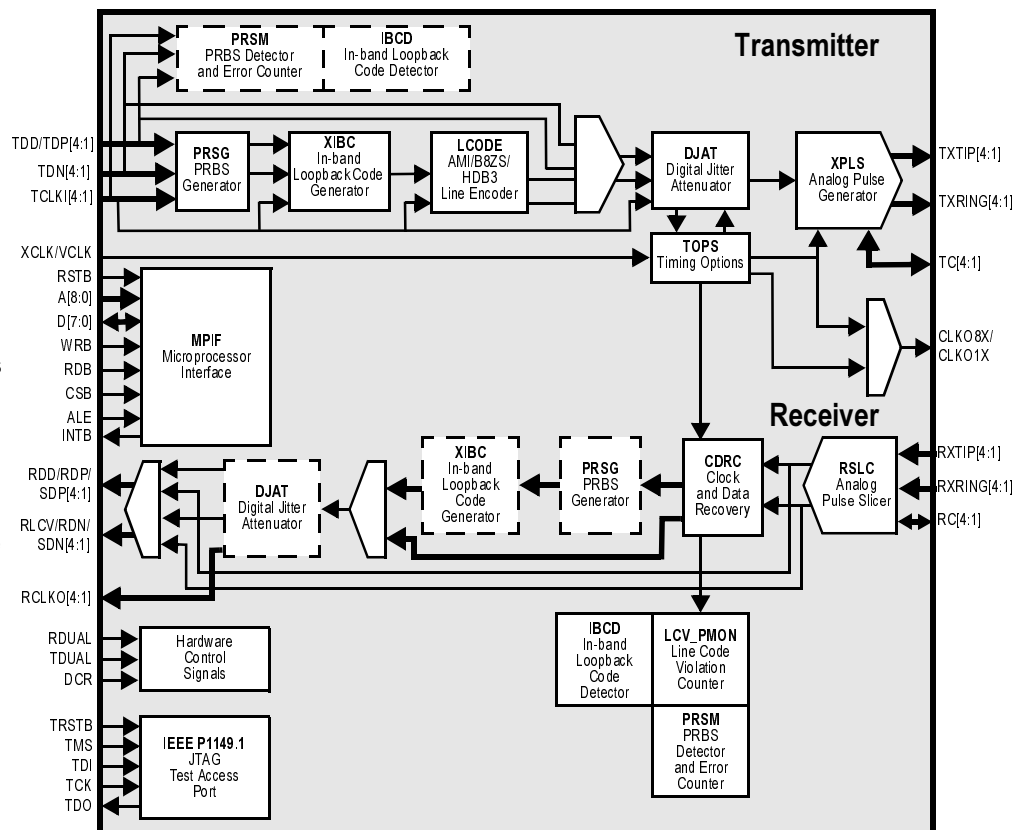 Transmitter
PRSM
PRBS Detector
and Error Counter
IBCD
In-band Loopback
Code Detector
TDD/TDP[4:1]
TDN[4:1]
TCLKI[4:1]
PRSG
PRBS
Generator
XIBC
In-band
Loopback Code
Generator
LCODE
AMI/B8ZS/
HDB3
Line Encoder
DJAT
Digital Jitter
Attenuator
XPLS
Analog Pulse
Generator
TXTIP[4:1]
TXRING[4:1]
TC[4:1]
XCLK/VCLK
TOPS
Timing Options
RSTB
A[8:0]
D[7:0]
WRB
RDB
CSB
ALE
INTB
MPIF
Microprocessor
Interface
CLKO8X/
CLKO1X
Receiver
RDD/RDP/
SDP[4:1]
RLCV/RDN/
SDN[4:1]
RCLKO[4:1]
DJAT
Digital Jitter
Attenuator
XIBC
In-band
Loopback
Code
Generator
PRSG
PRBS
Generator
CDRC
Clock
and Data
Recovery
RSLC
Analog
Pulse Slicer
RXTIP[4:1]
RXRING[4:1]
RC[4:1]
RDUAL
TDUAL
DCR
Hardware
Control
Signals
IBCD
In-band
Loopback
Code
Detector
LCV_PMON
Line Code
Violation
Counter
PRSM
PRBS
Detector
and Error
Counter
TRSTB
TMS
TDI
TCK
TDO
IEEE P1149.1
JTAG
Test Access
Port